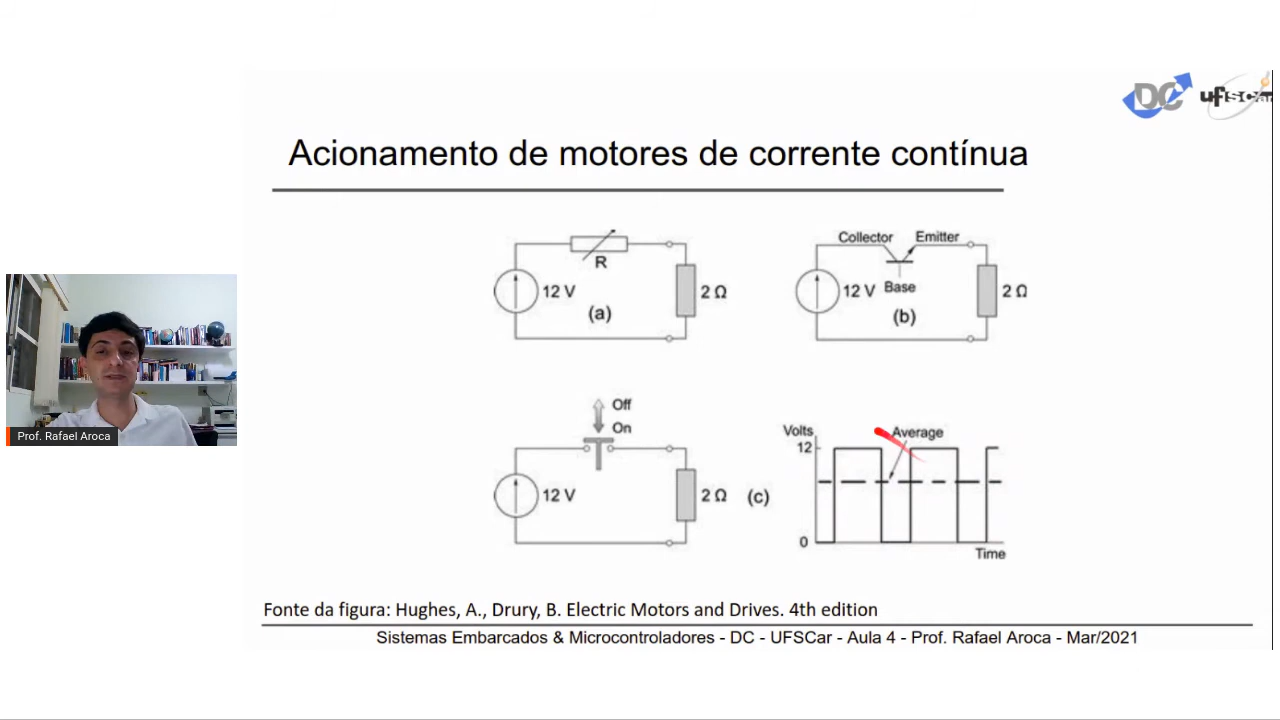 DC ufscar
Acionamento de motores de corrente contínua
R
12 V
2 Ω
(a)
Collector
Emitter
12 V
Base
2 Ω
(b)
Off
On
12 V
2 Ω
(c)
Volts
12
Average
0
Time
Prof. Rafael Aroca
Fonte da figura: Hughes, A., Drury, B. Electric Motors and Drives. 4th edition
Sistemas Embarcados & Microcontroladores - DC - UFSCar - Aula 4 - Prof. Rafael Aroca - Mar/2021